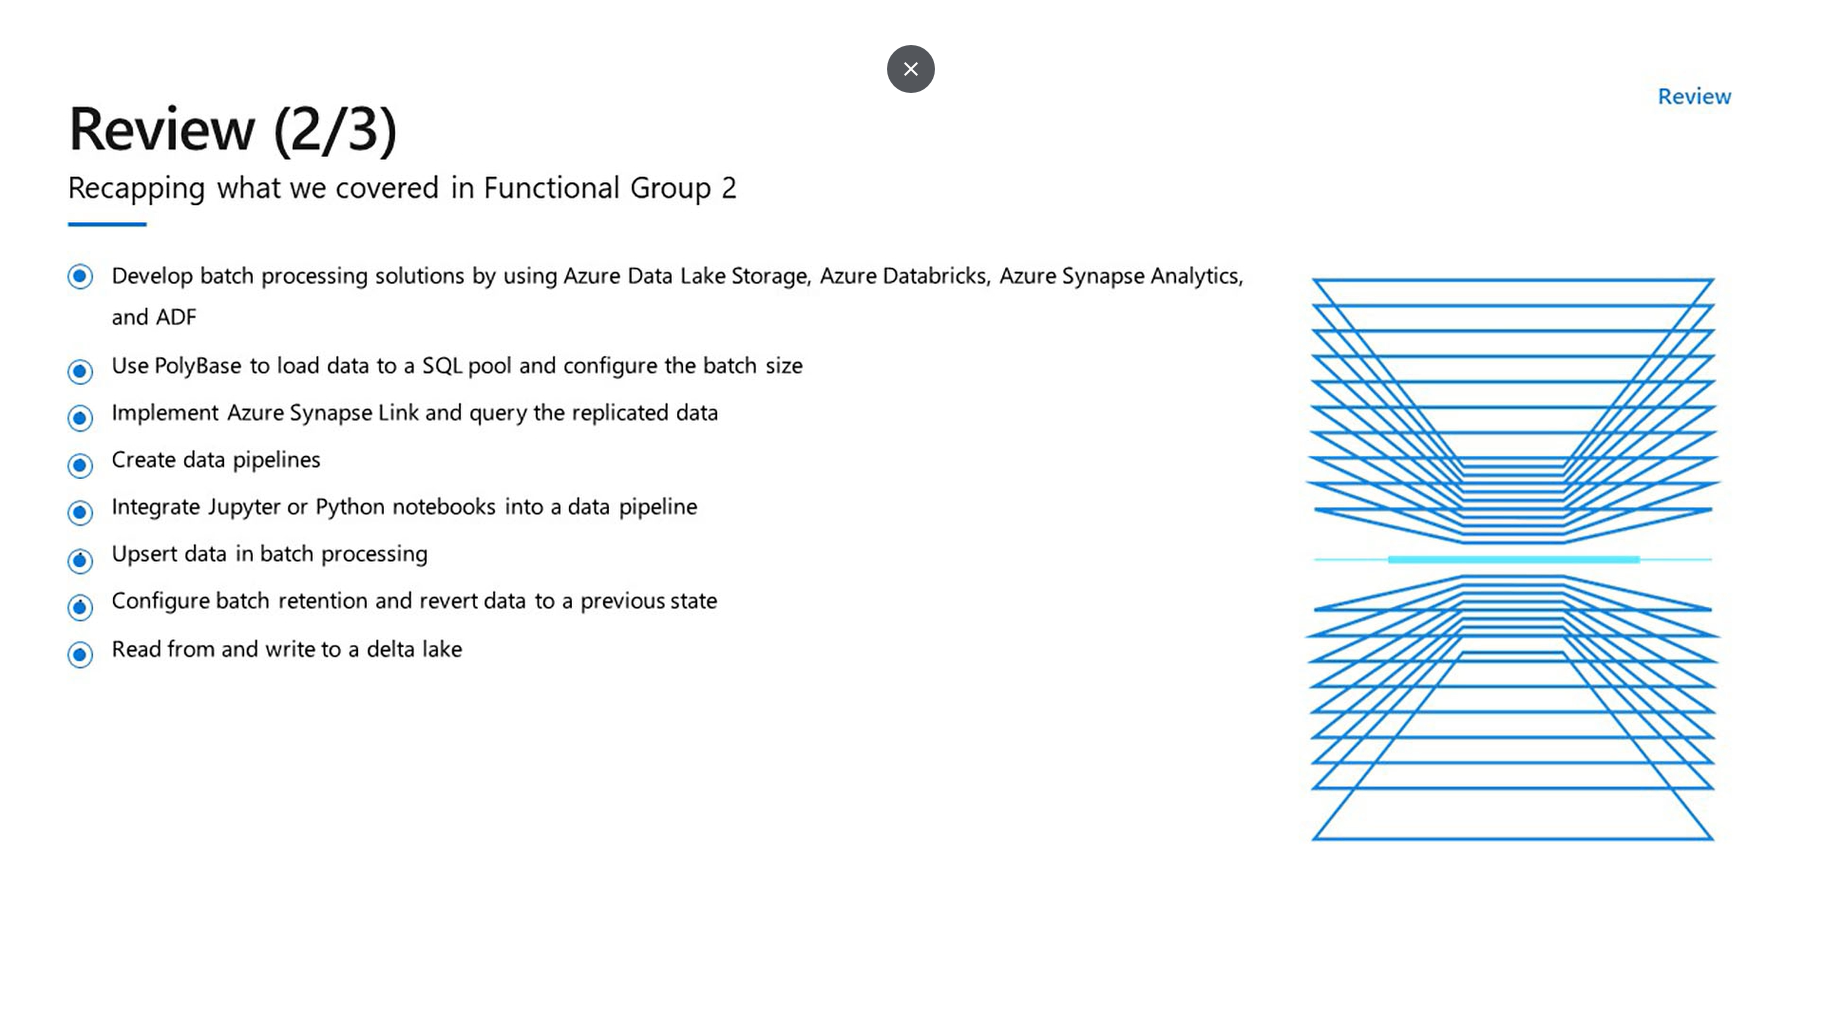 Review
Review (2/3)
Recapping what we covered in Functional Group 2
Develop batch processing solutions by using Azure Data Lake Storage, Azure Databricks, Azure Synapse Analytics,
and ADF
Use PolyBase to load data to a SQL pool and configure the batch size
Implement Azure Synapse Link and query the replicated data
Create data pipelines
Integrate Jupyter or Python notebooks into a data pipeline
Upsert data in batch processing
Configure batch retention and revert data to a previous state
Read from and write to a delta lake